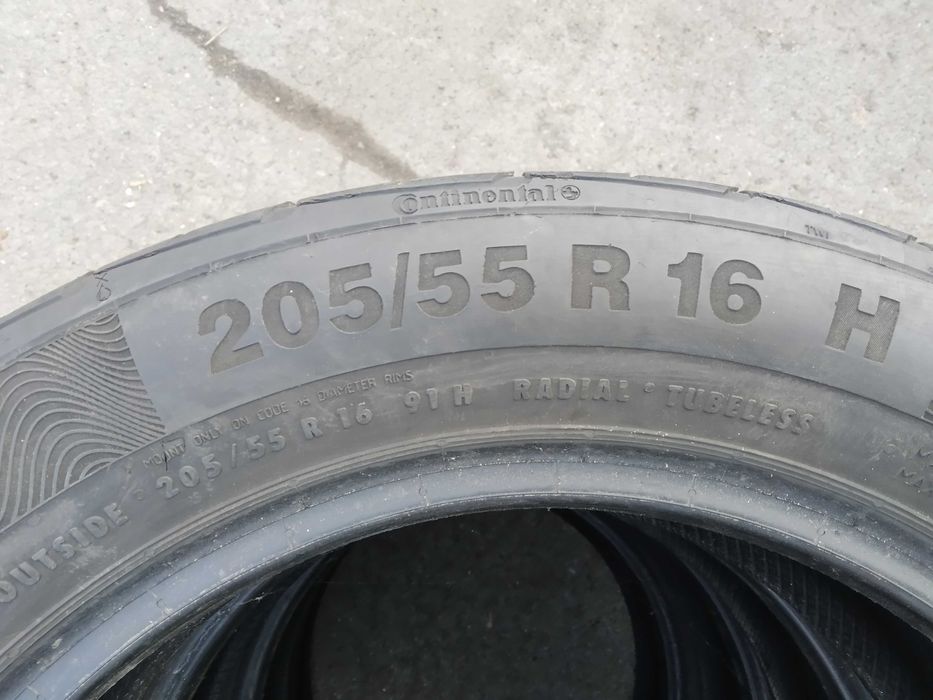 Continental
TWI
205/55 R 16 H
MOUNT ONLY ON CODE 16 DIAMETER RIMS
OUTSIDE 205/55 R 16 91 H RADIAL • TUBELESS